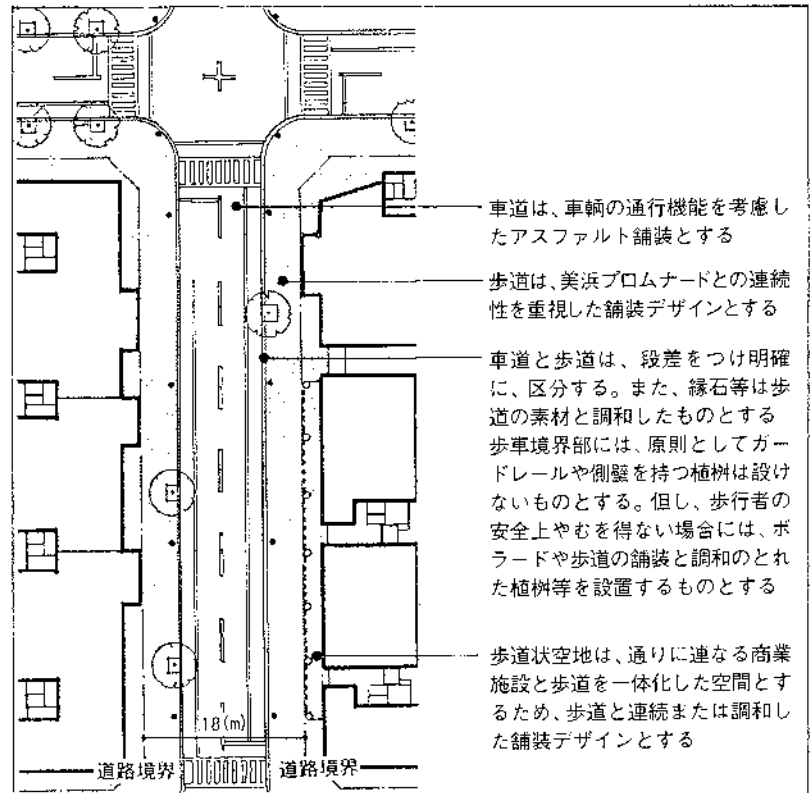 車道は、車輌の通行機能を考慮し
たアスファルト舗装とする
歩道は、美浜プロムナードとの連続
性を重視した舗装デザインとする
車道と歩道は、段差をつけ明確
に、区分する。また、縁石等は歩
道の素材と調和したものとする
歩車境界部には、原則としてガー
ドレールや側壁を持つ植桝は設け
ないものとする。但し、歩行者の
安全上やむを得ない場合には、ボ
ラードや歩道の舗装と調和のとれ
た植桝等を設置するものとする
歩道状空地は、通りに連なる商業
施設と歩道を一体化した空間とす
るため、歩道と連続または調和し
た舗装デザインとする
18(m)
道路境界 道路境界